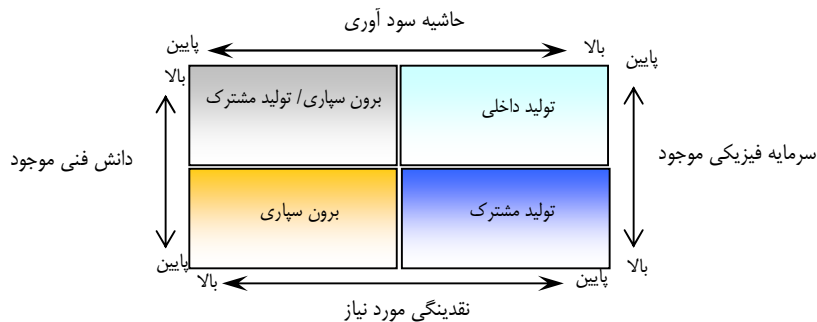 حاشیه سود آوری
بالا
پایین
پایین
بالا
برون سپاری/ تولید مشترک
تولید داخلی
دانش فنی موجود
سرمایه فیزیکی موجود
برون سپاری
تولید مشترک
پایین
بالا
پایین
بالا
نقدینگی مورد نیاز